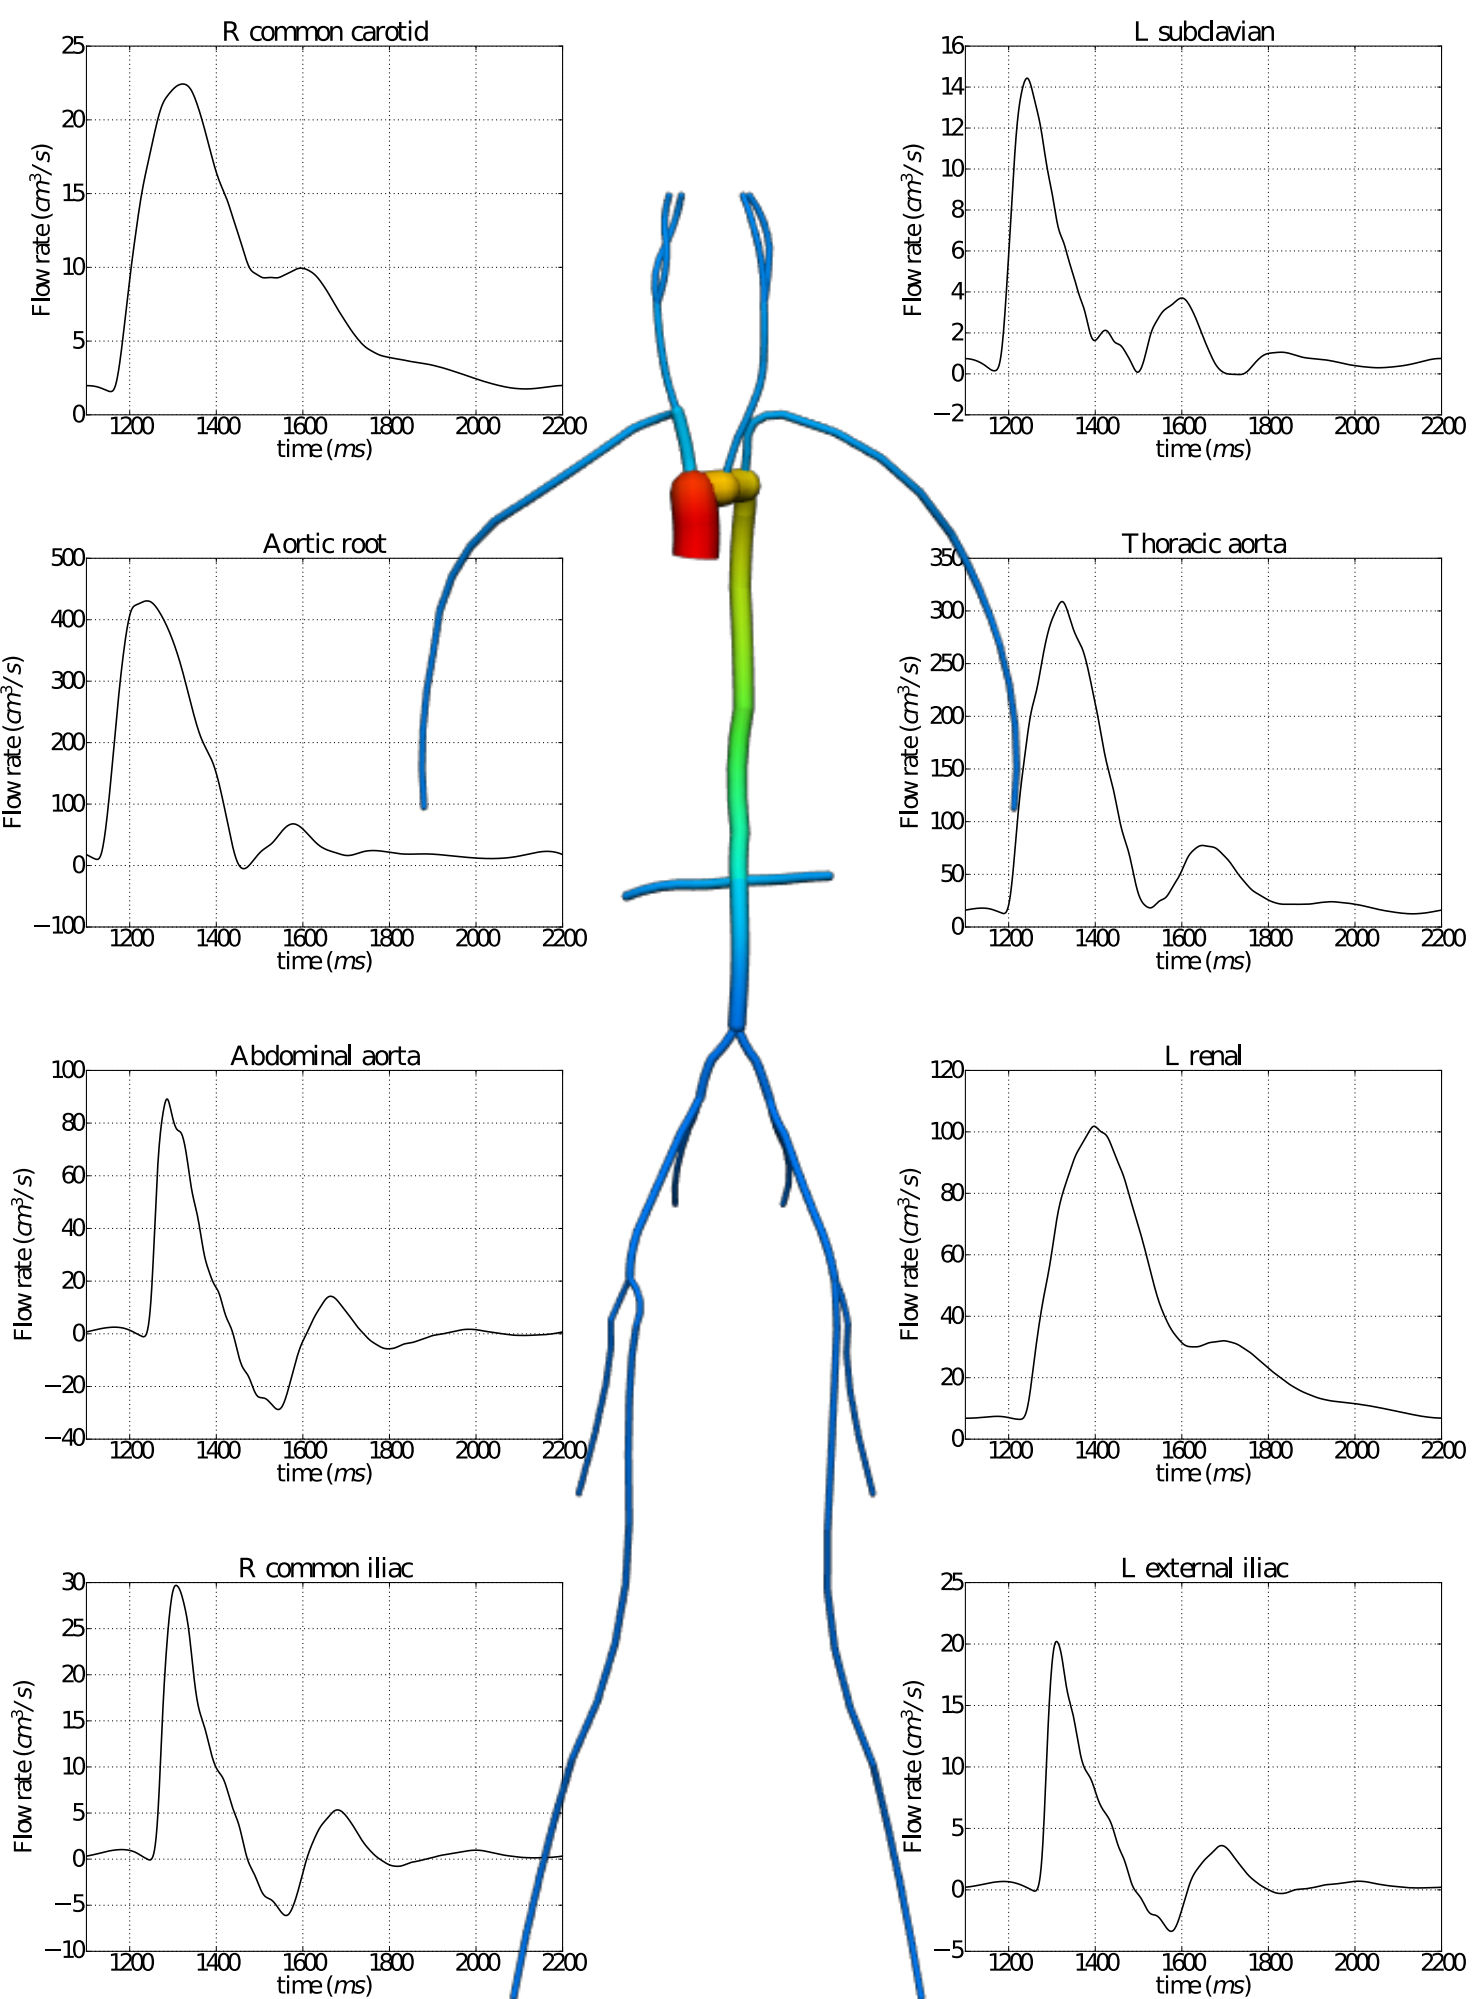 R common carotid
25
20
15
10
5
0
Flow rate (cm³/s)
1200 1400 1600 1800 2000 2200
time (ms)
L subclavian
16
14
12
10
8
6
4
2
0
−2
Flow rate (cm³/s)
1200 1400 1600 1800 2000 2200
time (ms)
Aortic root
500
400
300
200
100
0
−100
Flow rate (cm³/s)
1200 1400 1600 1800 2000 2200
time (ms)
Thoracic aorta
350
300
250
200
150
100
50
0
Flow rate (cm³/s)
1200 1400 1600 1800 2000 2200
time (ms)
Abdominal aorta
100
80
60
40
20
0
−20
−40
Flow rate (cm³/s)
1200 1400 1600 1800 2000 2200
time (ms)
L renal
120
100
80
60
40
20
0
Flow rate (cm³/s)
1200 1400 1600 1800 2000 2200
time (ms)
R common iliac
30
25
20
15
10
5
0
−5
−10
Flow rate (cm³/s)
1200 1400 1600 1800 2000 2200
time (ms)
L external iliac
25
20
15
10
5
0
−5
Flow rate (cm³/s)
1200 1400 1600 1800 2000 2200
time (ms)